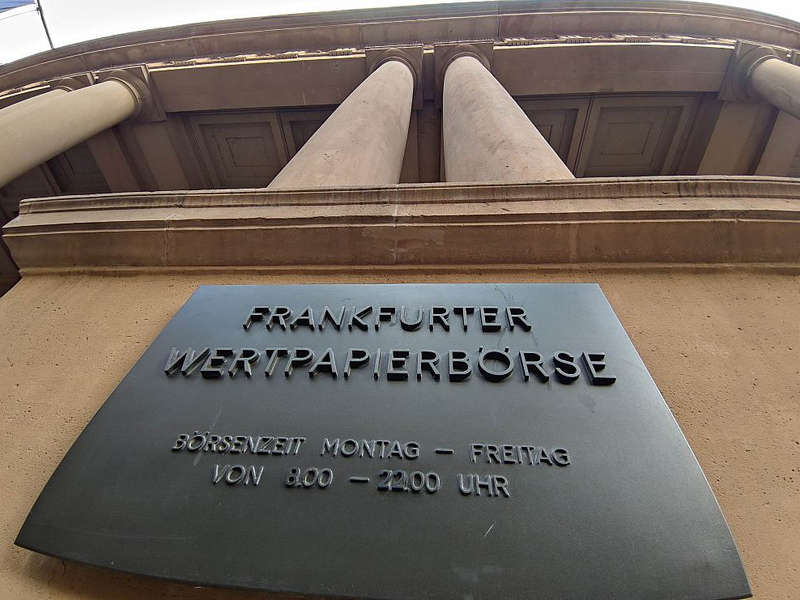 FRANKFURTER
WERTPAPIERBÖRSE
BÖRSENZEIT MONTAG – FREITAG
VON 8.00 – 22.00 UHR